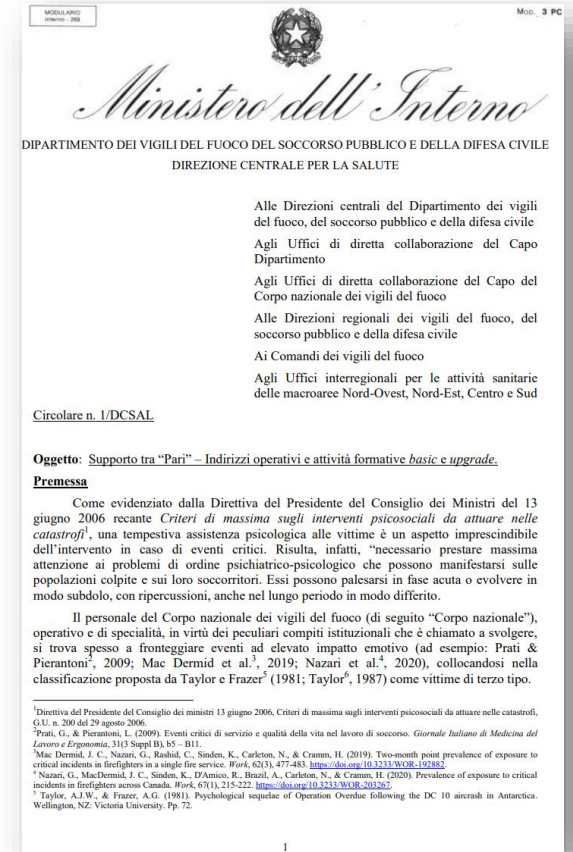 MODULARIO
Interno - 269
Mod. 3 PC
Ministero dell'Interno
DIPARTIMENTO DEI VIGILI DEL FUOCO DEL SOCCORSO PUBBLICO E DELLA DIFESA CIVILE
DIREZIONE CENTRALE PER LA SALUTE
Alle Direzioni centrali del Dipartimento dei vigili
del fuoco, del soccorso pubblico e della difesa civile
Agli Uffici di diretta collaborazione del Capo
Dipartimento
Agli Uffici di diretta collaborazione del Capo del
Corpo nazionale dei vigili del fuoco
Alle Direzioni regionali dei vigili del fuoco, del
soccorso pubblico e della difesa civile
Ai Comandi dei vigili del fuoco
Agli Uffici interregionali per le attività sanitarie
delle macroaree Nord-Ovest, Nord-Est, Centro e Sud
Circolare n. 1/DCSAL
Oggetto: Supporto tra “Pari” – Indirizzi operativi e attività formative basic e upgrade.
Premessa
Come evidenziato dalla Direttiva del Presidente del Consiglio dei Ministri del 13
giugno 2006 recante Criteri di massima sugli interventi psicosociali da attuare nelle
catastrofi1, una tempestiva assistenza psicologica alle vittime è un aspetto imprescindibile
dell’intervento in caso di eventi critici. Risulta, infatti, “necessario prestare massima
attenzione ai problemi di ordine psichiatrico-psicologico che possono manifestarsi sulle
popolazioni colpite e sui loro soccorritori. Essi possono palesarsi in fase acuta o evolvere in
modo subdolo, con ripercussioni, anche nel lungo periodo in modo differito.
Il personale del Corpo nazionale dei vigili del fuoco (di seguito “Corpo nazionale”),
operativo e di specialità, in virtù dei peculiari compiti istituzionali che è chiamato a svolgere,
si trova spesso a fronteggiare eventi ad elevato impatto emotivo (ad esempio: Prati &
Pierantoni2, 2009; Mac Dermid et al.3, 2019; Nazari et al.4, 2020), collocandosi nella
classificazione proposta da Taylor e Frazer5 (1981; Taylor6, 1987) come vittime di terzo tipo.
1Direttiva del Presidente del Consiglio dei ministri 13 giugno 2006, Criteri di massima sugli interventi psicosociali da attuare nelle catastrofi,
G.U. n. 200 del 29 agosto 2006.
2Prati, G., & Pierantoni, L. (2009). Eventi critici di servizio e qualità della vita nel lavoro di soccorso. Giornale Italiano di Medicina del
Lavoro e Ergonomia, 31(3 Suppl B), b5 – B11.
3Mac Dermid, J. C., Nazari, G., Rashid, C., Sinden, K., Carleton, N., & Cramm, H. (2019). Two-month point prevalence of exposure to
critical incidents in firefighters in a single fire service. Work, 62(3), 477-483. https://doi.org/10.3233/WOR-192882.
4 Nazari, G., MacDermid, J. C., Sinden, K., D'Amico, R., Brazil, A., Carleton, N., & Cramm, H. (2020). Prevalence of exposure to critical
incidents in firefighters across Canada. Work, 67(1), 215-222. https://doi.org/10.3233/WOR-203267.
5 Taylor, A.J.W., & Frazer, A.G. (1981). Psychological sequelae of Operation Overdue following the DC 10 aircrash in Antarctica.
Wellington, NZ: Victoria University. Pp. 72.
1